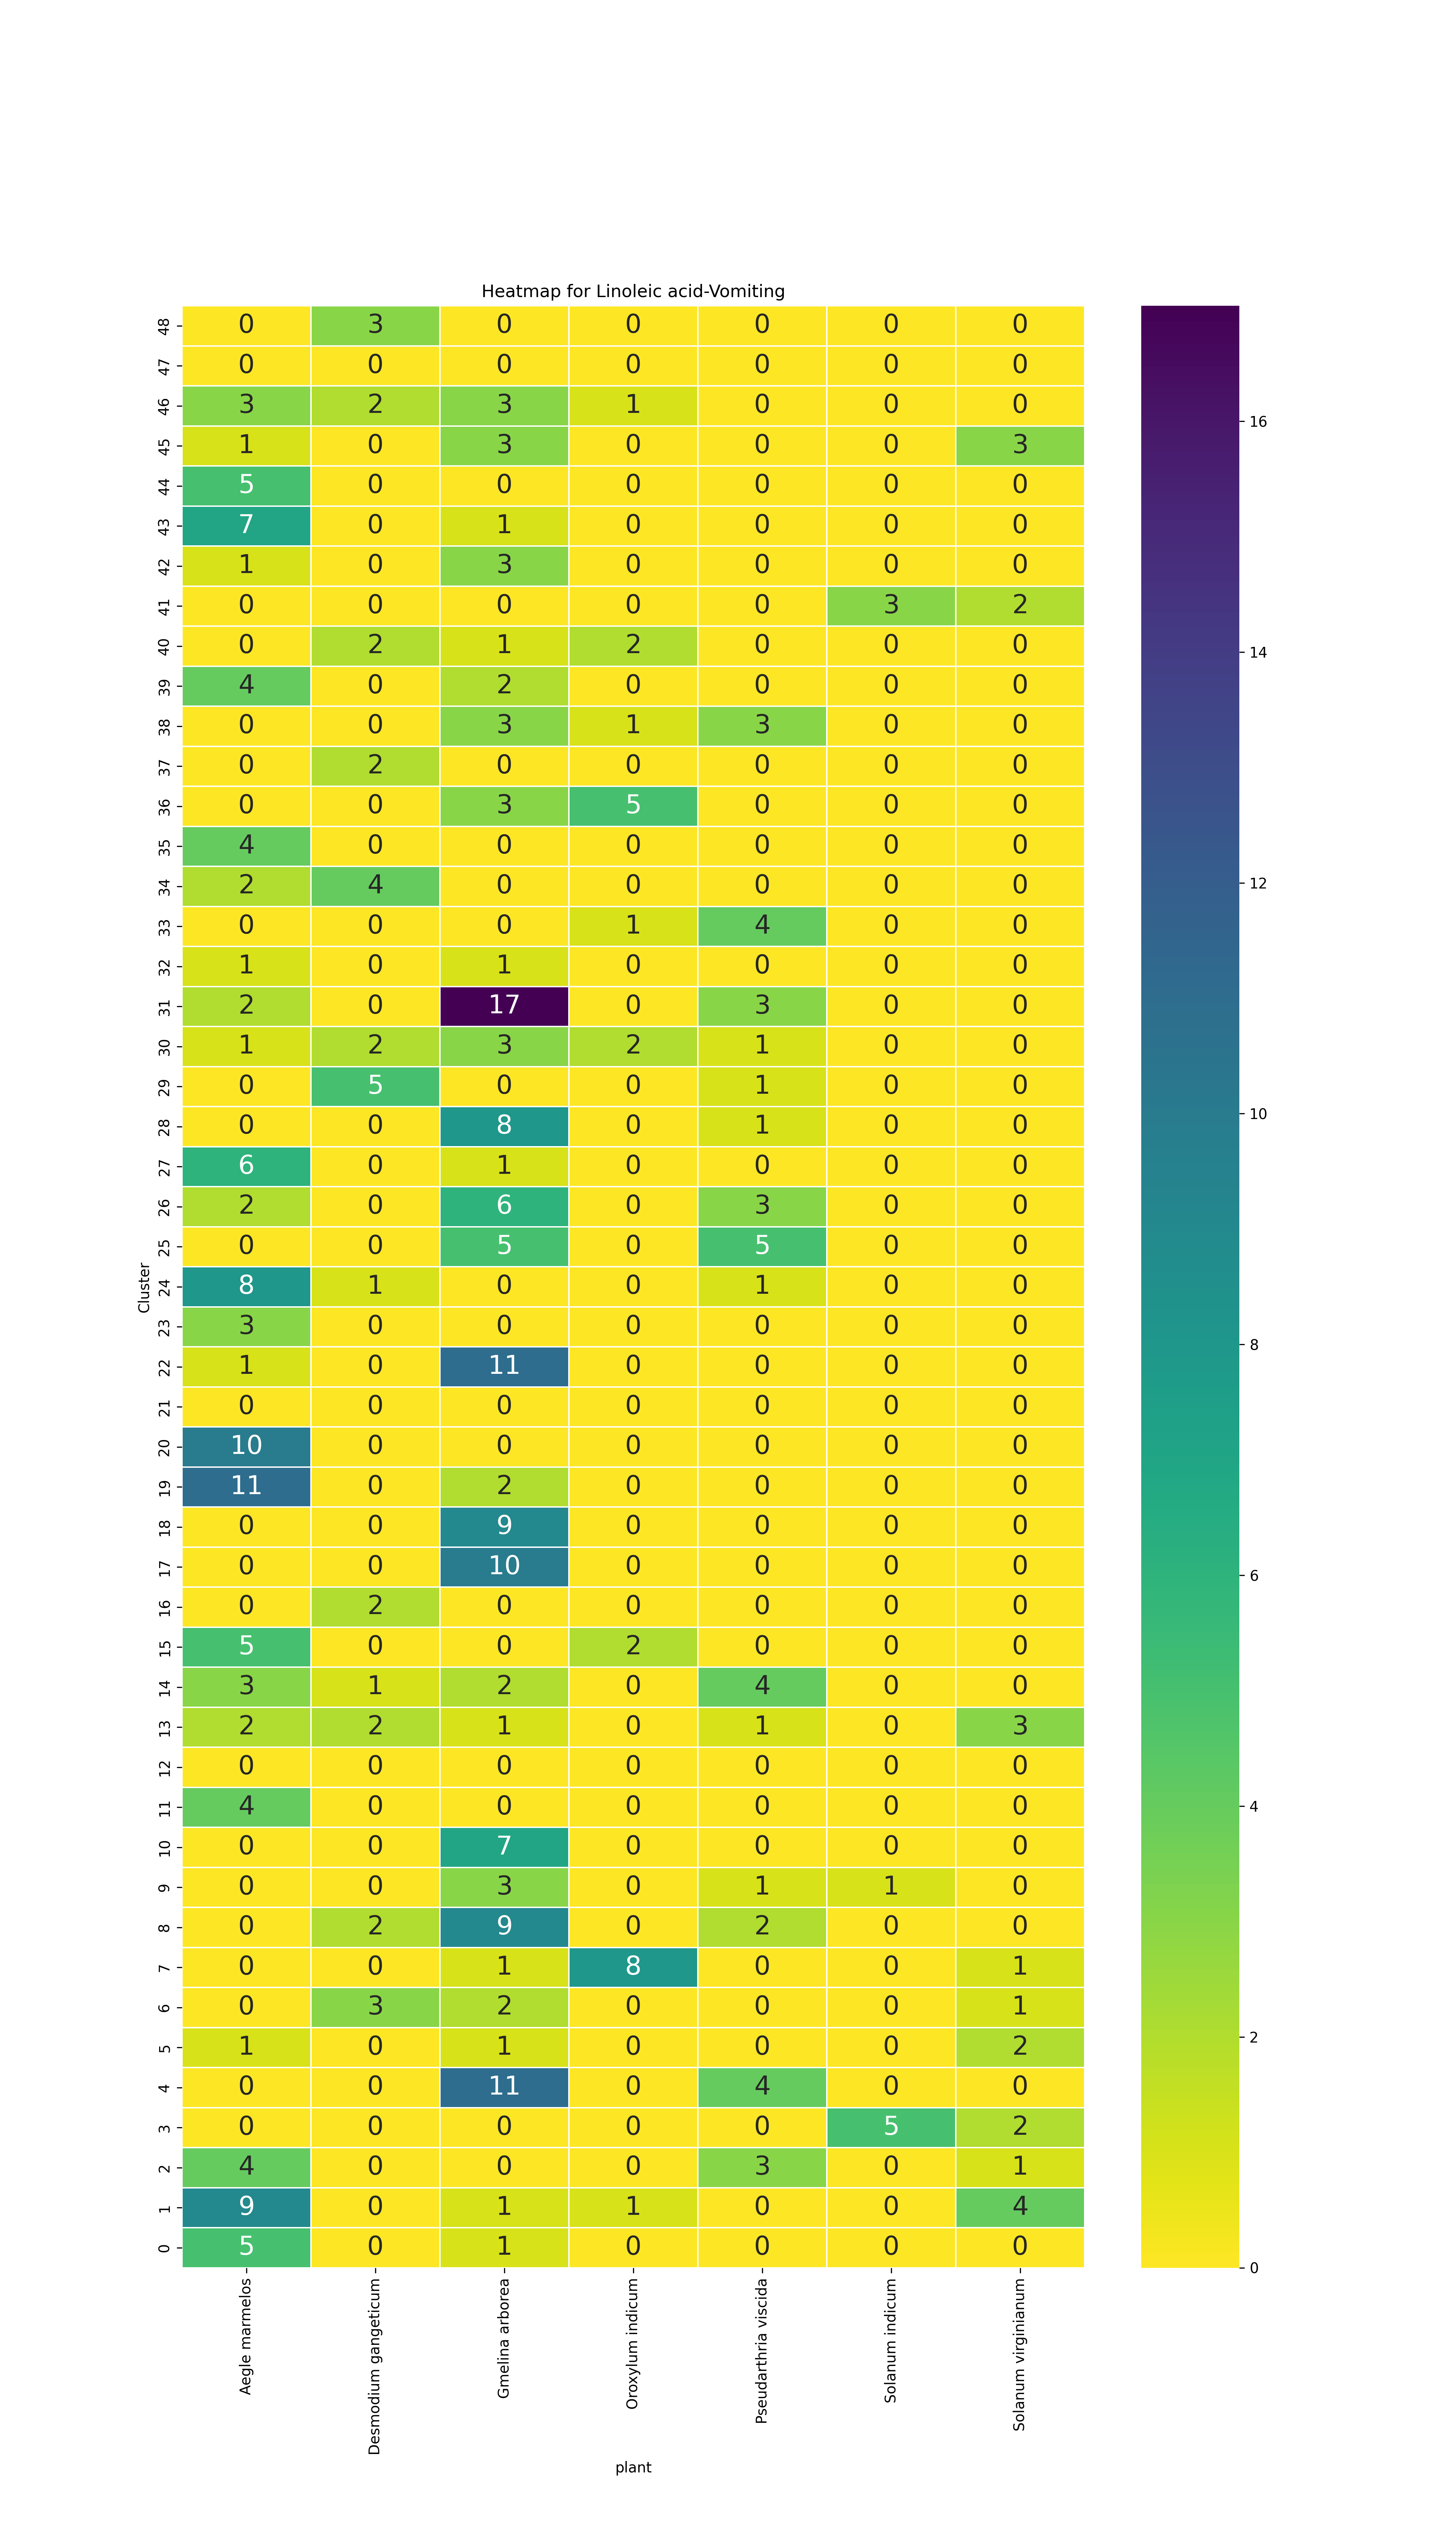 Heatmap for Linoleic acid-Vomiting
48 0 3 0 0 0 0 0
47 0 0 0 0 0 0 0
46 3 2 3 1 0 0 0
45 1 0 3 0 0 0 3
44 5 0 0 0 0 0 0
43 7 0 1 0 0 0 0
42 1 0 3 0 0 0 0
41 0 0 0 0 0 3 2
40 0 2 1 2 0 0 0
39 4 0 2 0 0 0 0
38 0 0 3 1 3 0 0
37 0 2 0 0 0 0 0
36 0 0 3 5 0 0 0
35 4 0 0 0 0 0 0
34 2 4 0 0 0 0 0
33 0 0 0 1 4 0 0
32 1 0 1 0 0 0 0
31 2 0 17 0 3 0 0
30 1 2 3 2 1 0 0
29 0 5 0 0 1 0 0
28 0 0 8 0 1 0 0
27 6 0 1 0 0 0 0
26 2 0 6 0 3 0 0
25 0 0 5 0 5 0 0
24 8 1 0 0 1 0 0
23 3 0 0 0 0 0 0
22 1 0 11 0 0 0 0
21 0 0 0 0 0 0 0
20 10 0 0 0 0 0 0
19 11 0 2 0 0 0 0
18 0 0 9 0 0 0 0
17 0 0 10 0 0 0 0
16 0 2 0 0 0 0 0
15 5 0 0 2 0 0 0
14 3 1 2 0 4 0 0
13 2 2 1 0 1 0 3
12 0 0 0 0 0 0 0
11 4 0 0 0 0 0 0
10 0 0 7 0 0 0 0
9 0 0 3 0 1 1 0
8 0 2 9 0 2 0 0
7 0 0 1 8 0 0 1
6 0 3 2 0 0 0 1
5 1 0 1 0 0 0 2
4 0 0 11 0 4 0 0
3 0 0 0 0 0 5 2
2 4 0 0 0 3 0 1
1 9 0 1 1 0 0 4
0 5 0 1 0 0 0 0
Cluster
Aegle marmelos
Desmodium gangeticum
Gmelina arborea
Oroxylum indicum
Pseudarthria viscida
Solanum indicum
Solanum virginianum
plant
16
14
12
10
8
6
4
2
0